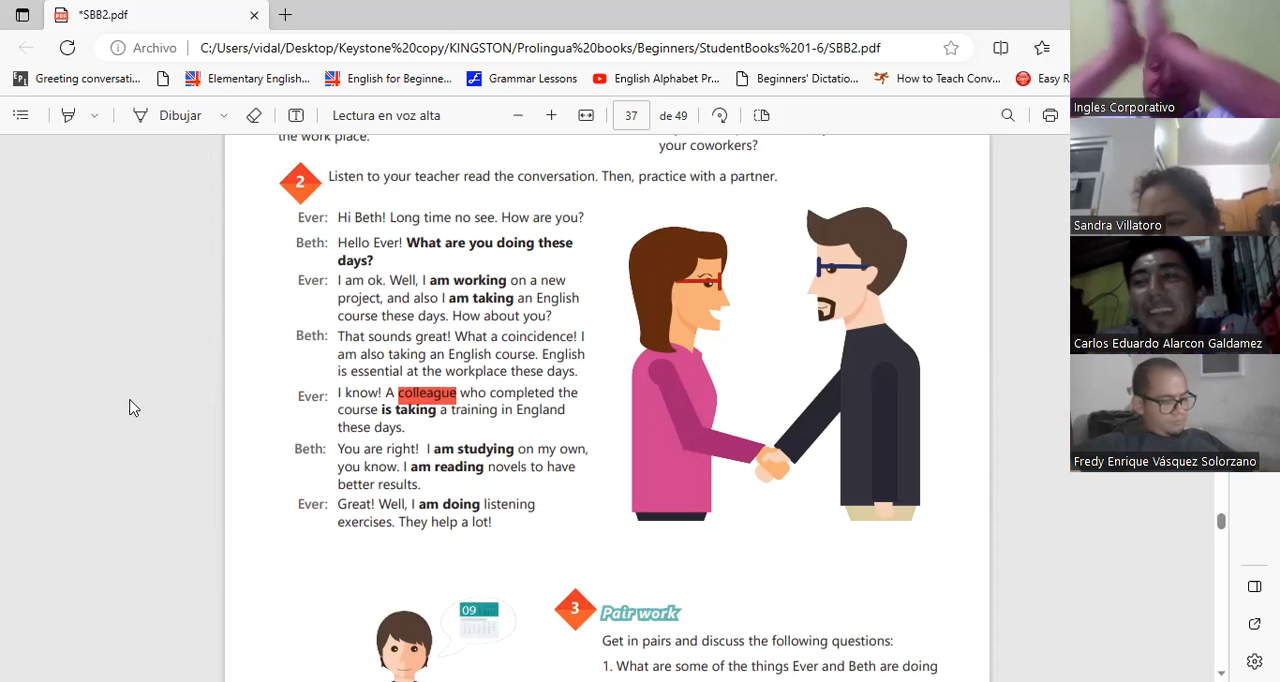 *SBB2.pdf
Archivo
C:/Users/vidal/Desktop/Keystone%20copy/KINGSTON/Prolingua%20books/Beginners/StudentBooks%201-6/SBB2.pdf
Greeting conversati...
Elementary English...
English for Beginne...
Grammar Lessons
English Alphabet Pr...
Beginners' Dictatio...
How to Teach Conv...
Easy R
Dibujar
Lectura en voz alta
37
de 49
the work place.
your coworkers?
2
Listen to your teacher read the conversation. Then, practice with a partner.
Ever: Hi Beth! Long time no see. How are you?
Beth: Hello Ever! What are you doing these
days?
Ever: I am ok. Well, I am working on a new
project, and also I am taking an English
course these days. How about you?
Beth: That sounds great! What a coincidence! I
am also taking an English course. English
is essential at the workplace these days.
Ever: I know! A colleague who completed the
course is taking a training in England
these days.
Beth: You are right! I am studying on my own,
you know. I am reading novels to have
better results.
Ever: Great! Well, I am doing listening
exercises. They help a lot!
09
3
Pair work
Get in pairs and discuss the following questions:
1. What are some of the things Ever and Beth are doing
Ingles Corporativo
Sandra Villatoro
Carlos Eduardo Alarcon Galdamez
Fredy Enrique Vásquez Solorzano